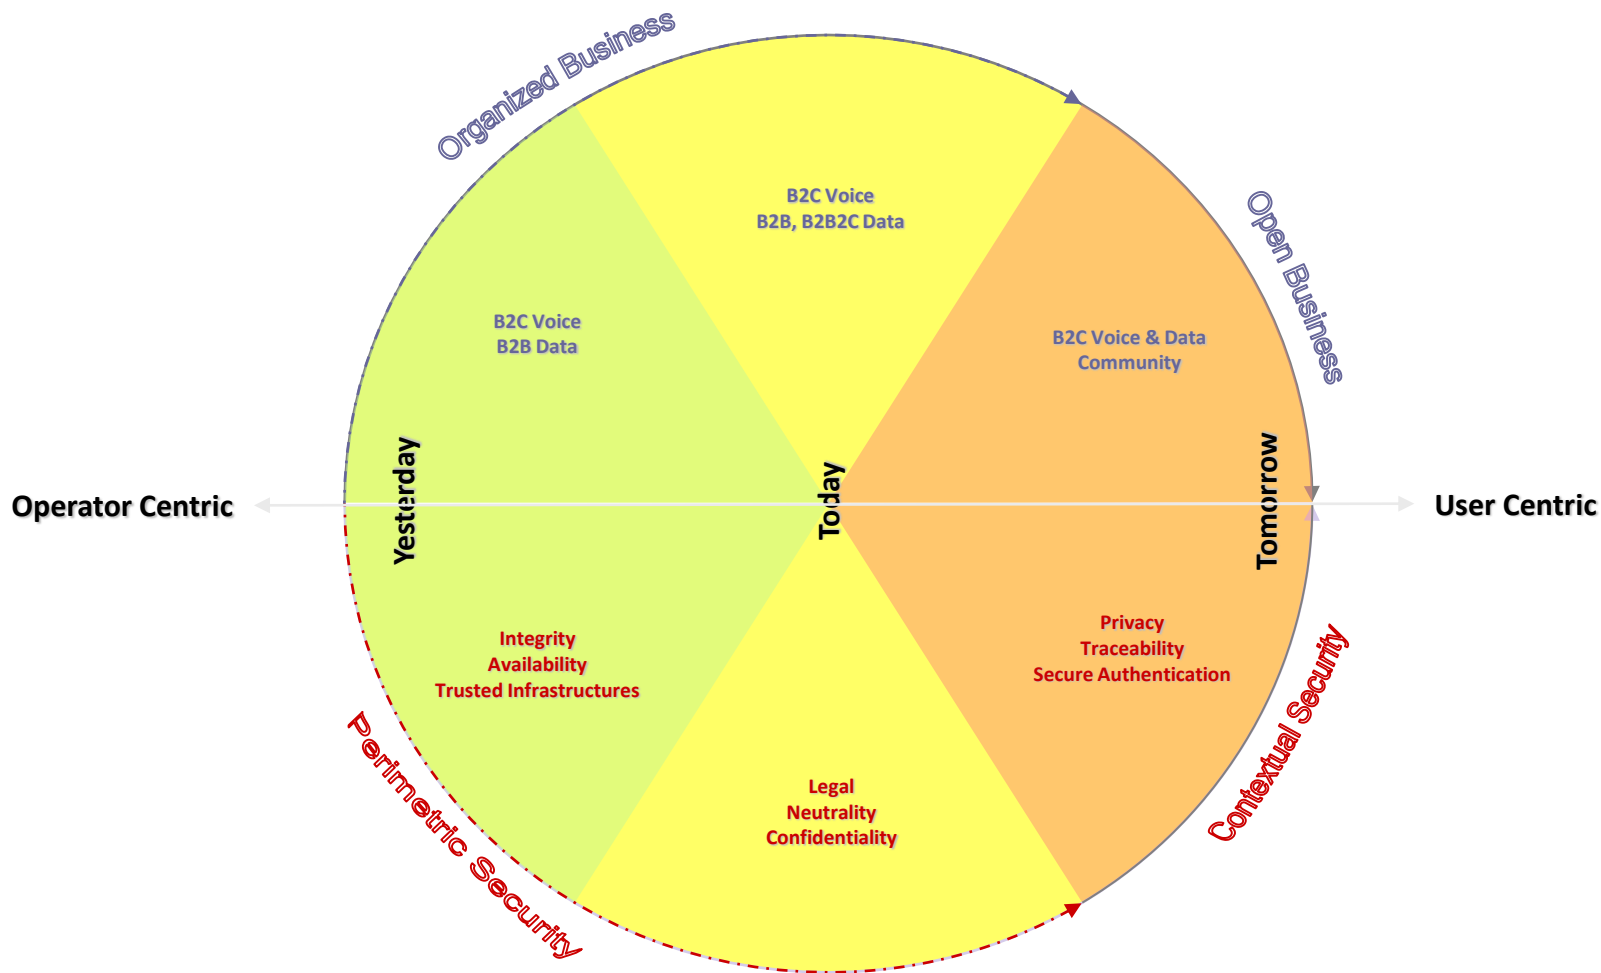 Organized Business
B2C Voice
B2B, B2B2C Data
Open Business
B2C Voice
B2B Data
B2C Voice & Data
Community
Operator Centric
Yesterday
Today
Tomorrow
User Centric
Integrity
Availability
Trusted Infrastructures
Privacy
Traceability
Secure Authentication
Perimetric Security
Legal
Neutrality
Confidentiality
Contextual Security